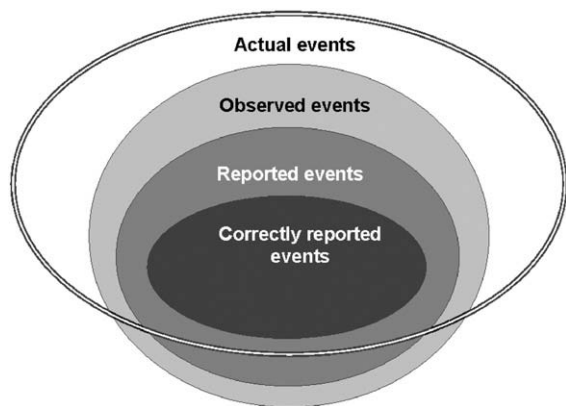 Actual events
Observed events
Reported events
Correctly reported
events